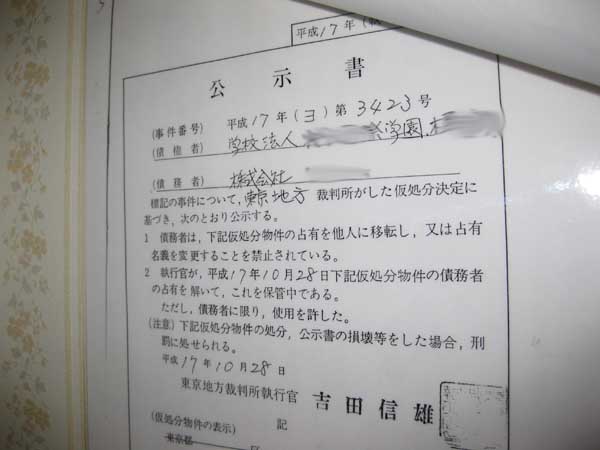 平成17年(
公示書
(事件番号) 平成17年(ヨ)第3423号
(債権者) 学校法人 学園
(債務者) 株式会社
標記の事件について,東京地方裁判所がした仮処分決定に
基づき,次のとおり公示する。
1 債務者は,下記仮処分物件の占有を他人に移転し,又は占有
名義を変更することを禁止されている。
2 執行官が,平成17年10月28日下記仮処分物件の債務者
の占有を解いて,これを保管中である。
ただし,債務者に限り,使用を許した。
(注意)下記仮処分物件の処分,公示書の損壊等をした場合,刑
罰に処せられる。
平成17年10月28日
東京地方裁判所執行官 吉田信雄
記
(仮処分物件の表示)
東京都 区